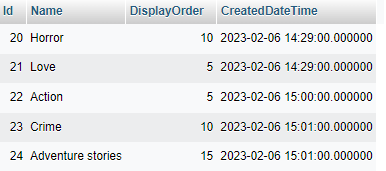 Id Name DisplayOrder CreatedDateTime
20 Horror 10 2023-02-06 14:29:00.000000
21 Love 5 2023-02-06 14:29:00.000000
22 Action 5 2023-02-06 15:00:00.000000
23 Crime 10 2023-02-06 15:01:00.000000
24 Adventure stories 15 2023-02-06 15:01:00.000000